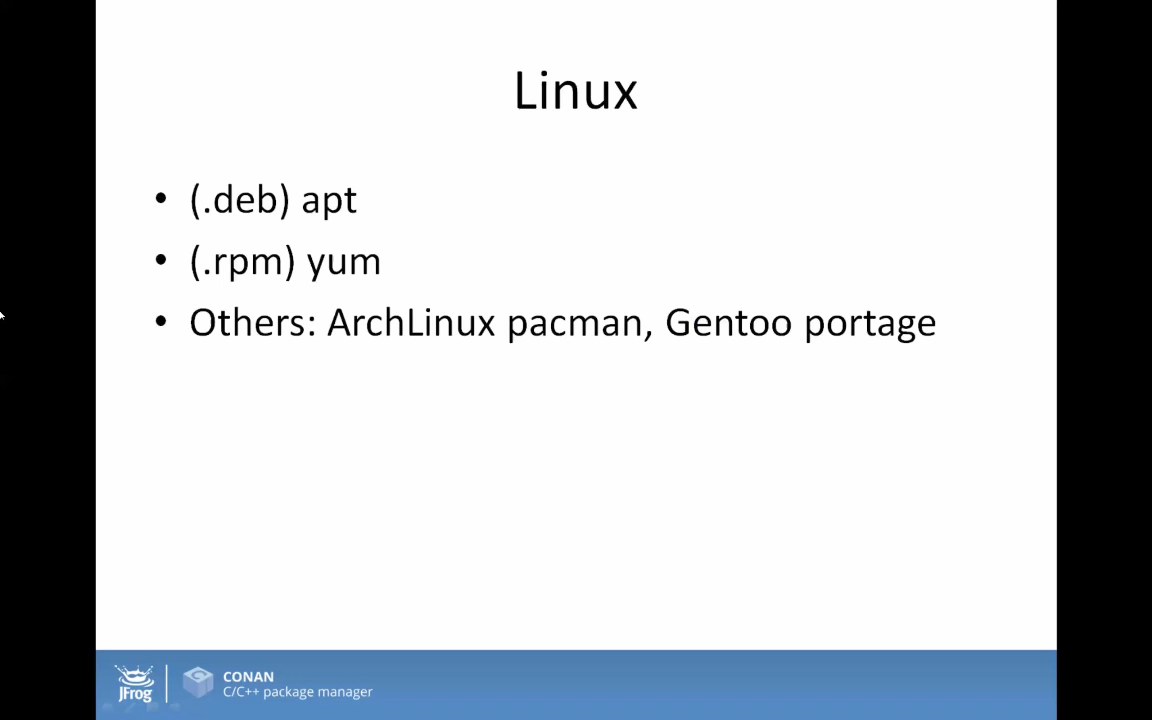 Linux
• (.deb) apt
• (.rpm) yum
• Others: ArchLinux pacman, Gentoo portage
JFrog
CONAN
C/C++ package manager